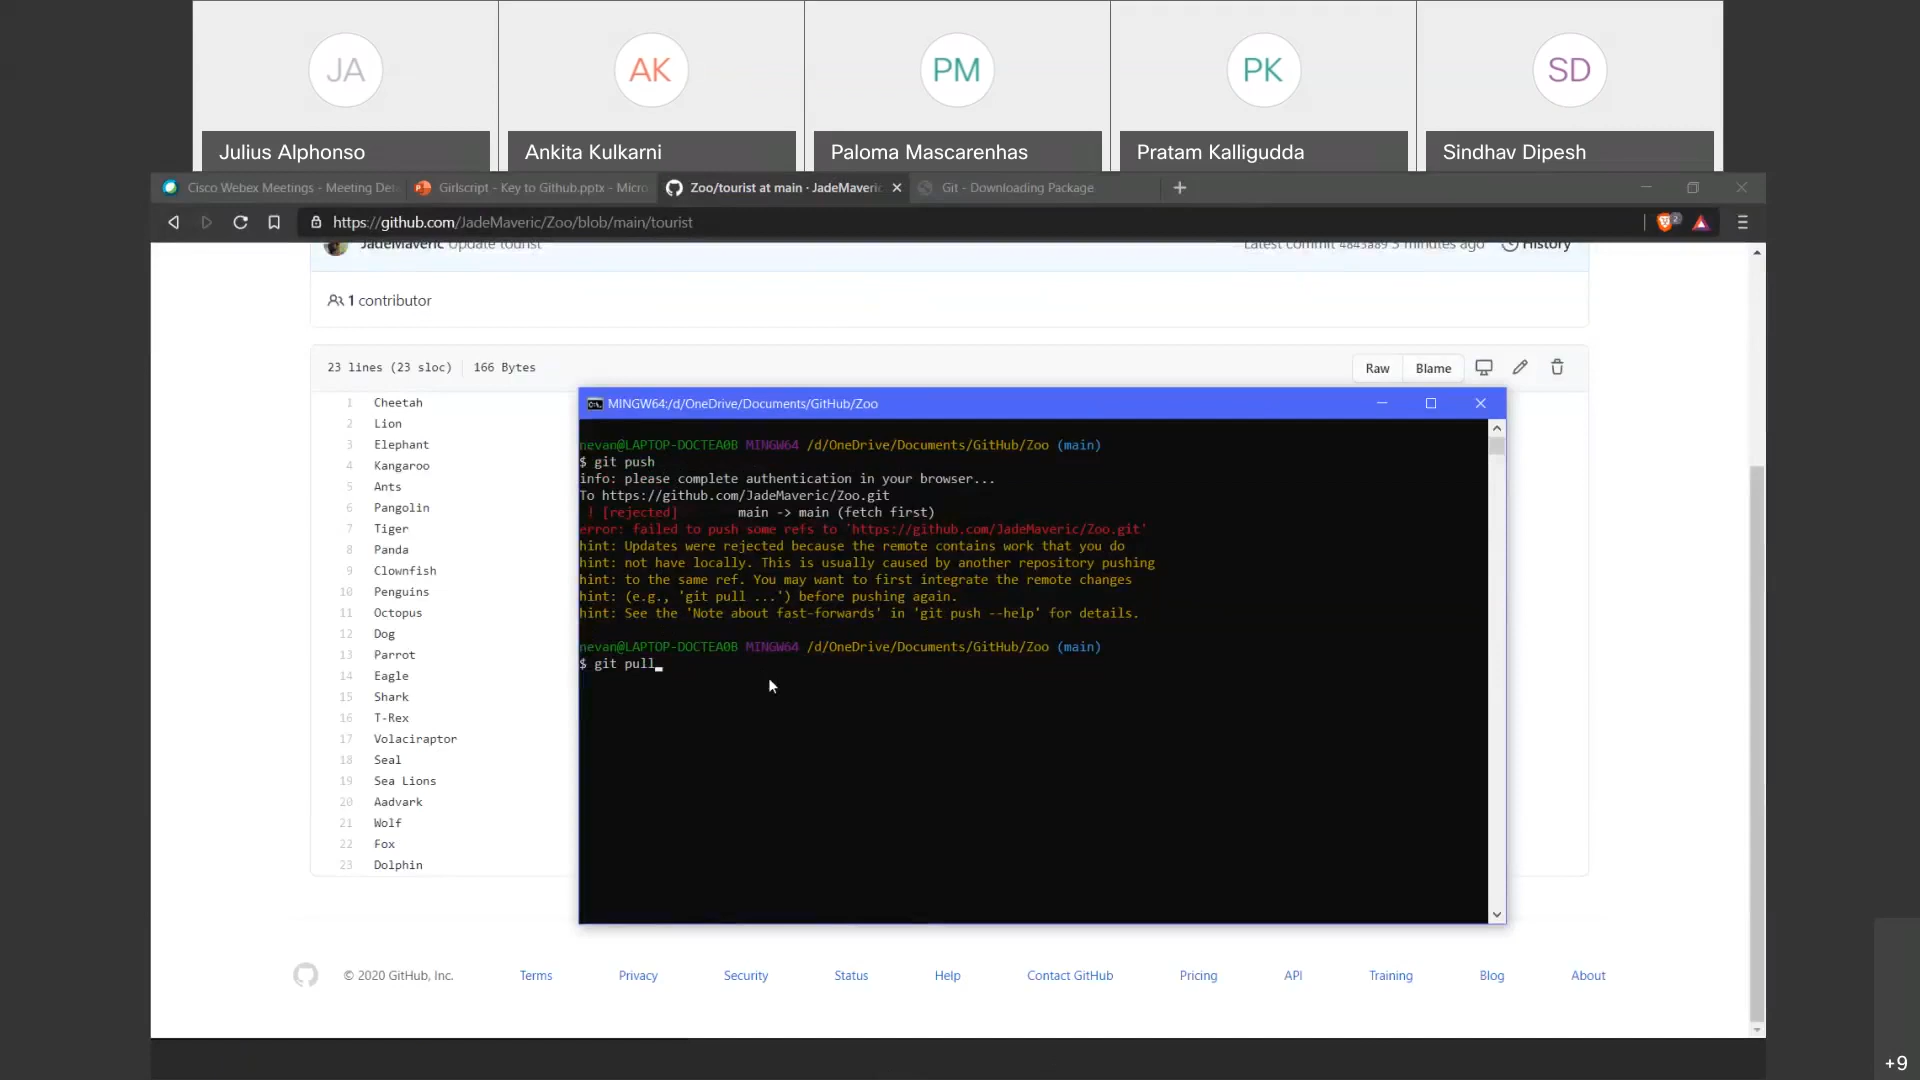 JA
AK
PM
PK
SD
Julius Alphonso
Ankita Kulkarni
Paloma Mascarenhas
Pratam Kalligudda
Sindhav Dipesh
Cisco Webex Meetings - Meeting Det
Girlscript - Key to Github.pptx - Micro
Zoo/tourist at main · JadeMaveric
Git - Downloading Package
https://github.com/JadeMaveric/Zoo/blob/main/tourist
2
JadeMaveric Update tourist
Latest commit 4843a89 3 minutes ago
History
1 contributor
23 lines (23 sloc)
166 Bytes
Raw
Blame
1 Cheetah
2 Lion
3 Elephant
4 Kangaroo
5 Ants
6 Pangolin
7 Tiger
8 Panda
9 Clownfish
10 Penguins
11 Octopus
12 Dog
13 Parrot
14 Eagle
15 Shark
16 T-Rex
17 Volaciraptor
18 Seal
19 Sea Lions
20 Aadvark
21 Wolf
22 Fox
23 Dolphin
MINGW64:/d/OneDrive/Documents/GitHub/Zoo
nevan@LAPTOP-DOCTEA0B MINGW64 /d/OneDrive/Documents/GitHub/Zoo (main)
$ git push
info: please complete authentication in your browser...
To https://github.com/JadeMaveric/Zoo.git
! [rejected] main -> main (fetch first)
error: failed to push some refs to 'https://github.com/JadeMaveric/Zoo.git'
hint: Updates were rejected because the remote contains work that you do
hint: not have locally. This is usually caused by another repository pushing
hint: to the same ref. You may want to first integrate the remote changes
hint: (e.g., 'git pull ...') before pushing again.
hint: See the 'Note about fast-forwards' in 'git push --help' for details.
nevan@LAPTOP-DOCTEA0B MINGW64 /d/OneDrive/Documents/GitHub/Zoo (main)
$ git pull
© 2020 GitHub, Inc.
Terms
Privacy
Security
Status
Help
Contact GitHub
Pricing
API
Training
Blog
About
+9